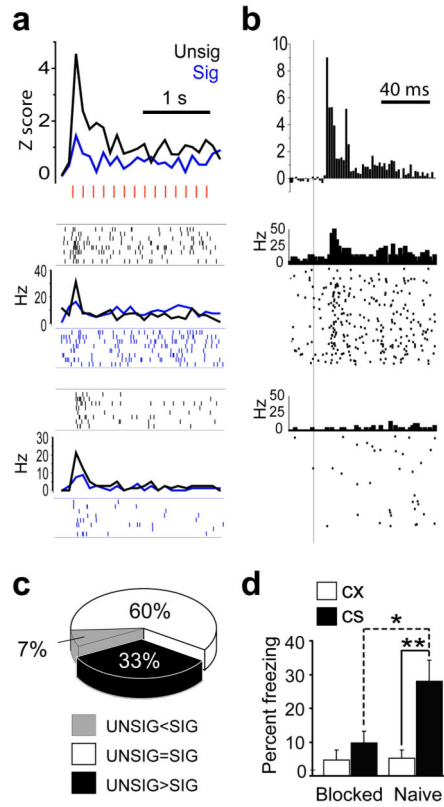 a
Unsig
Sig
1 s
Z score
4
2
0
Hz
40
20
0
Hz
30
20
10
0
b
10
8
6
4
2
0
40 ms
Hz
50
25
0
Hz
50
25
0
c
60%
7%
33%
UNSIG<SIG
UNSIG=SIG
UNSIG>SIG
d
CX
CS
Percent freezing
40
30
20
10
0
*
**
Blocked Naive